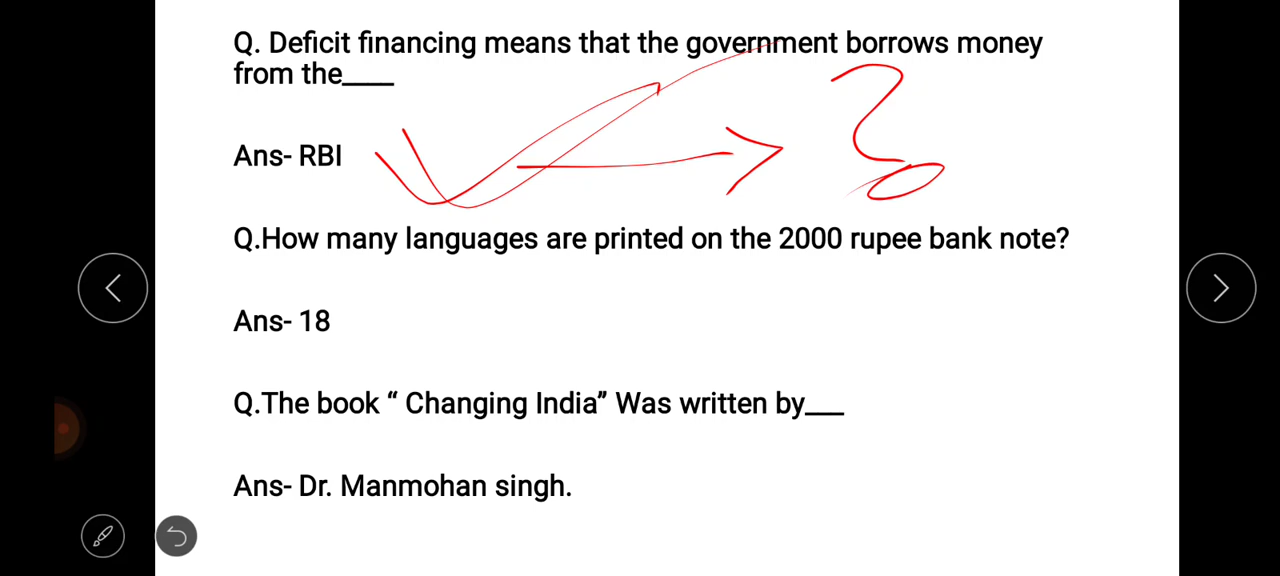 Q. Deficit financing means that the government borrows money
from the____
Ans- RBI
Q.How many languages are printed on the 2000 rupee bank note?
Ans- 18
Q.The book “ Changing India” Was written by___
Ans- Dr. Manmohan singh.